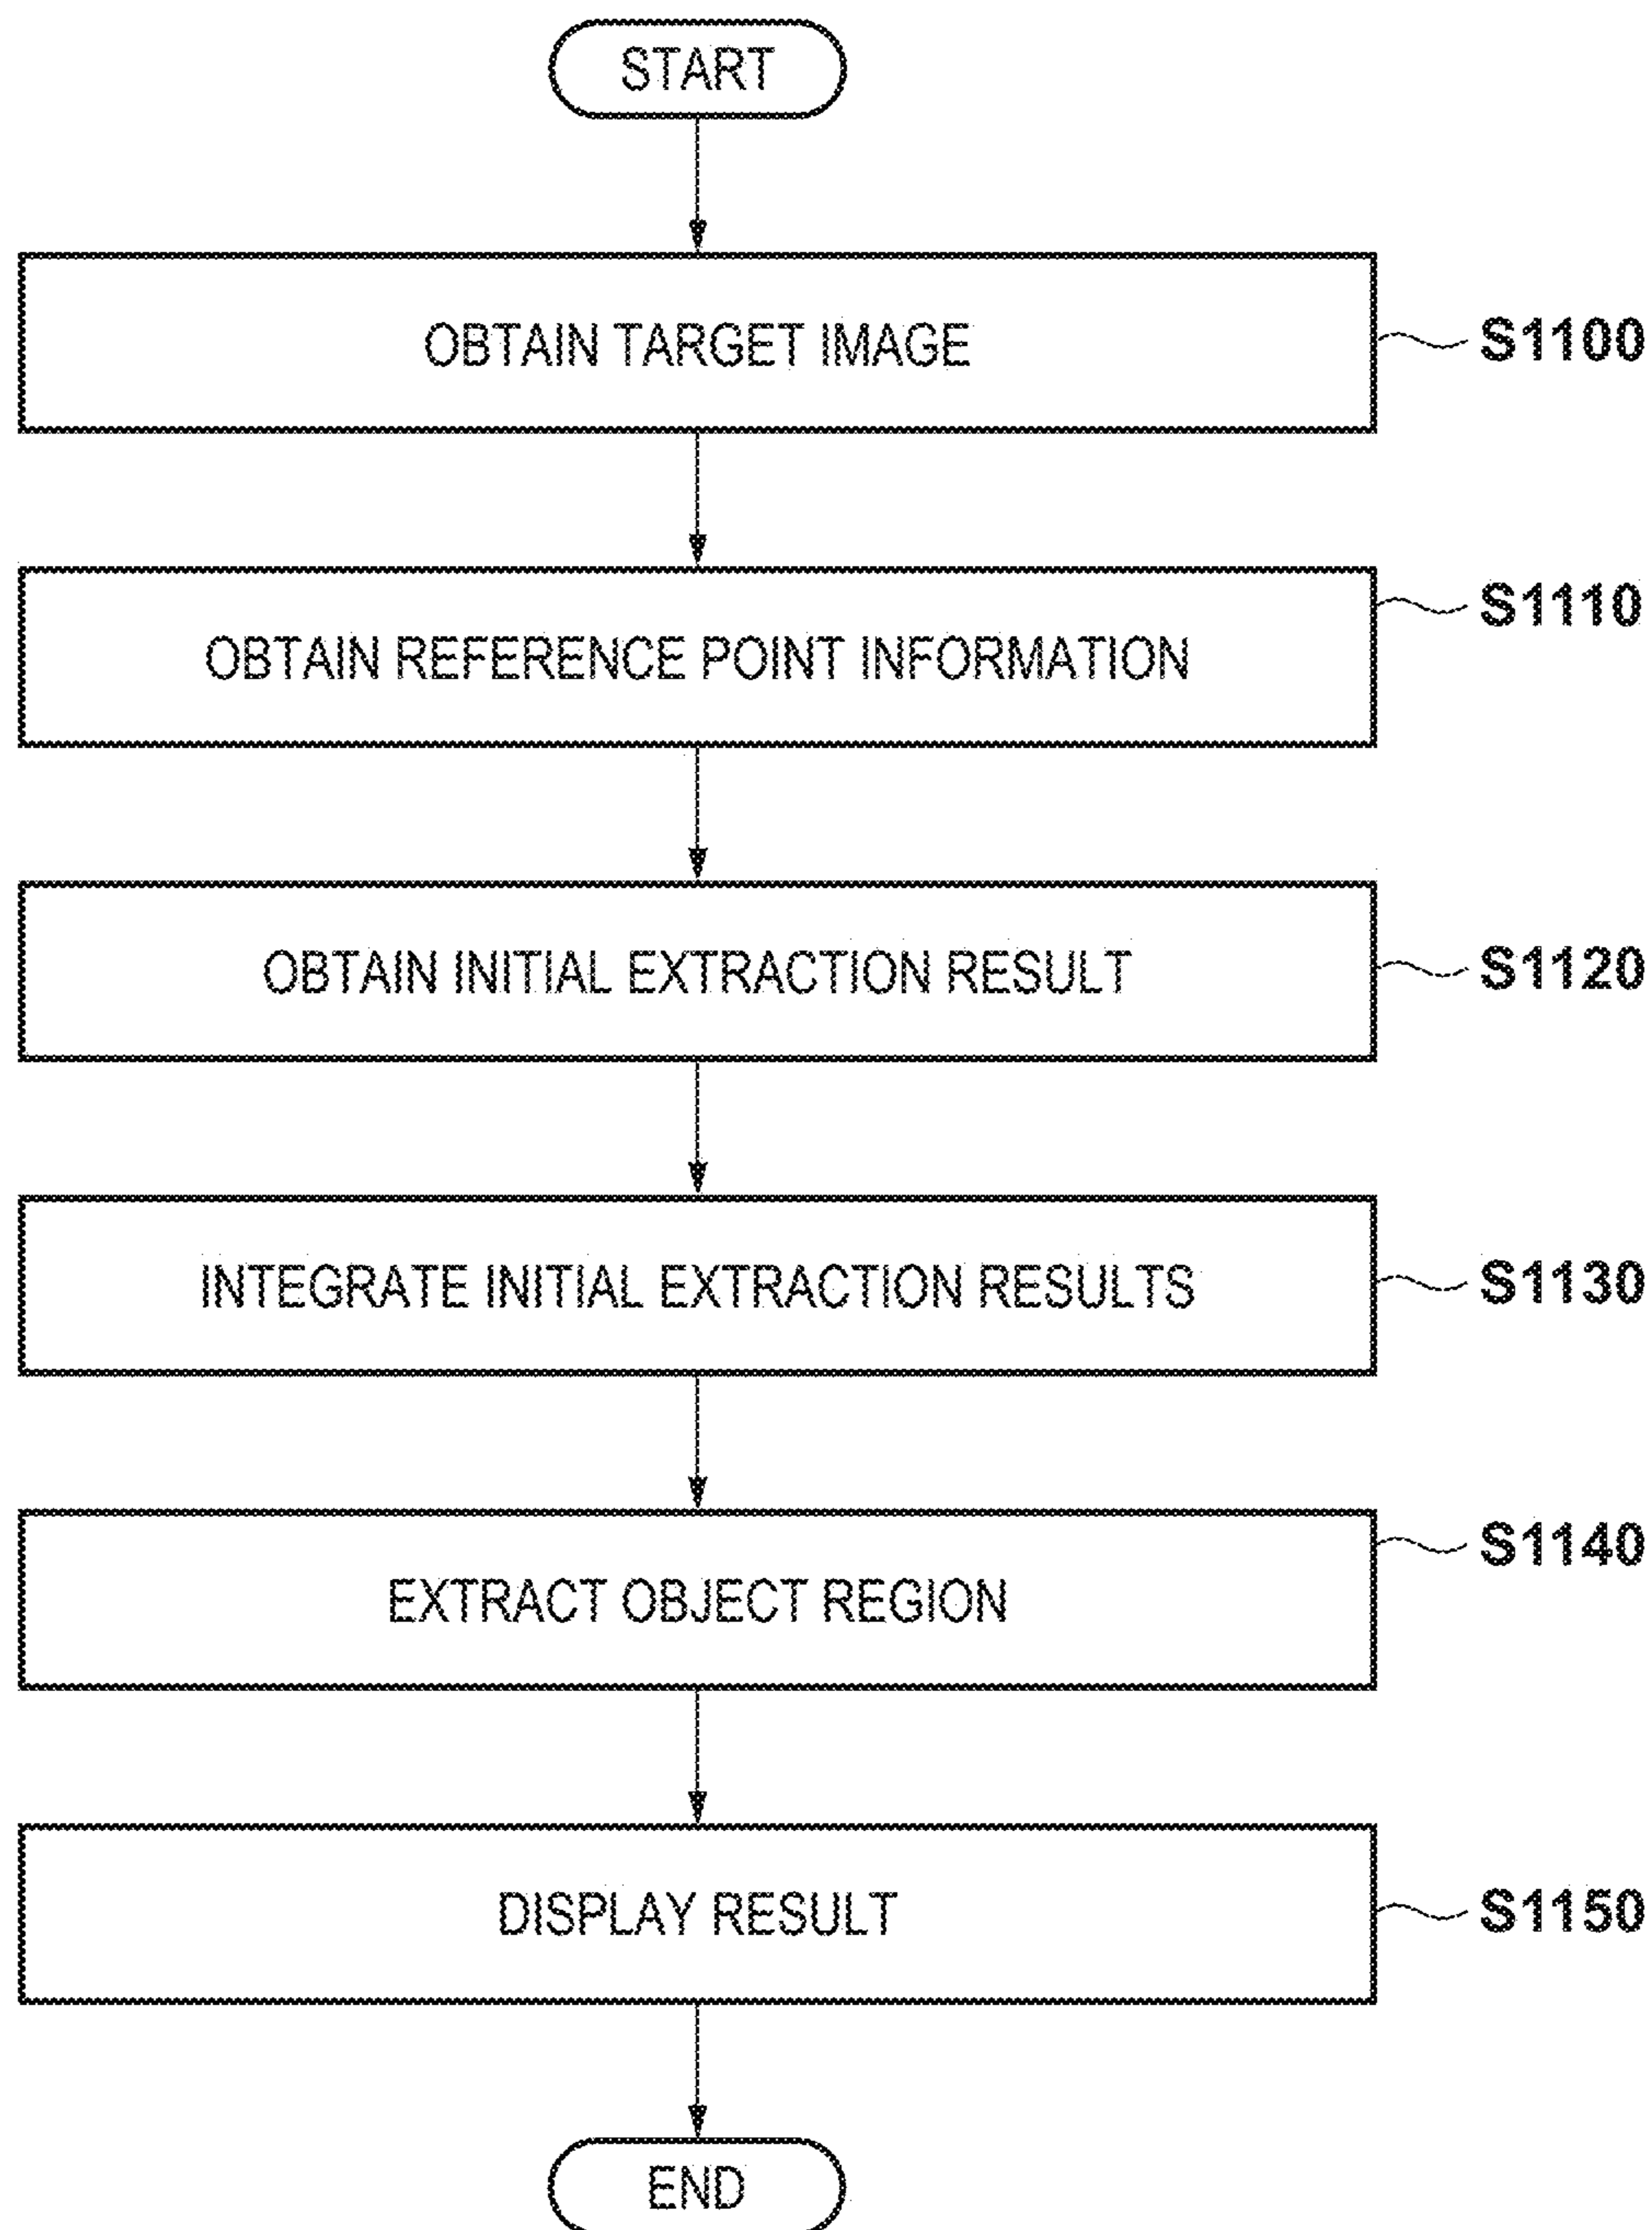 START
OBTAIN TARGET IMAGE
S1100
OBTAIN REFERENCE POINT INFORMATION
S1110
OBTAIN INITIAL EXTRACTION RESULT
S1120
INTEGRATE INITIAL EXTRACTION RESULTS
S1130
EXTRACT OBJECT REGION
S1140
DISPLAY RESULT
S1150
END